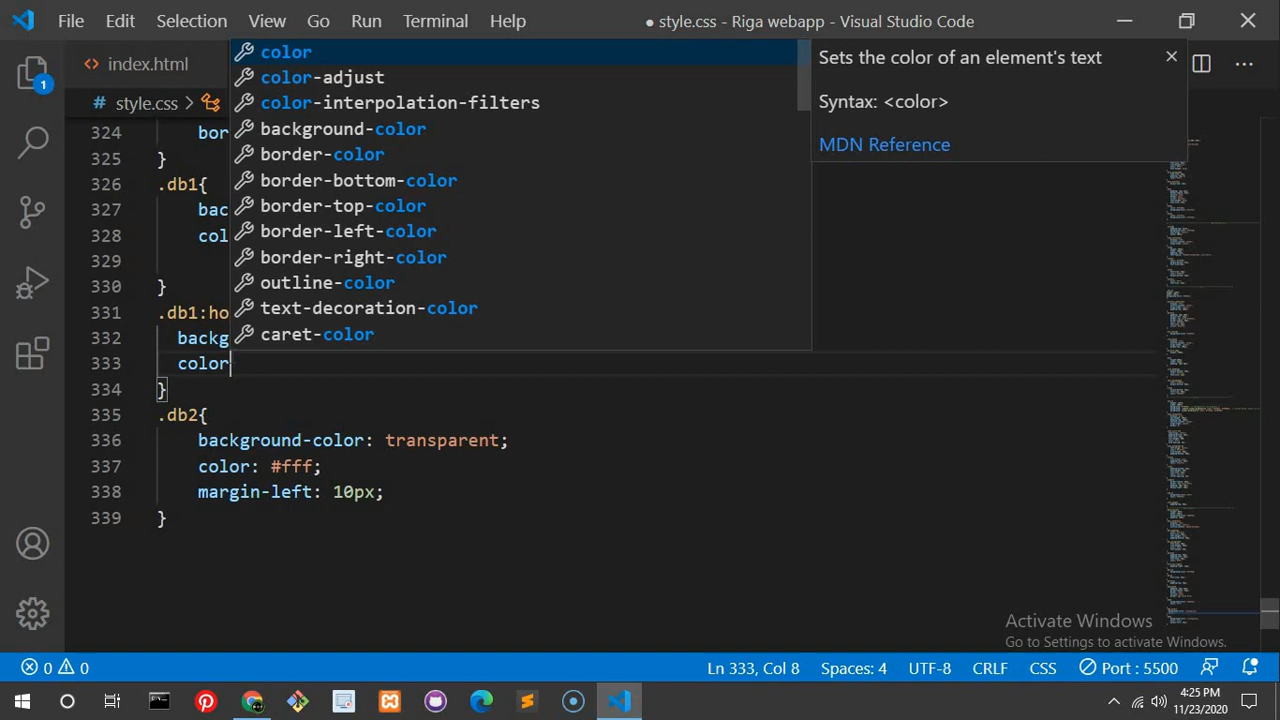 File Edit Selection View Go Run Terminal Help
● style.css - Riga webapp - Visual Studio Code
<> index.html
# style.css >
1
color
color-adjust
color-interpolation-filters
background-color
border-color
border-bottom-color
border-top-color
border-left-color
border-right-color
outline-color
text-decoration-color
caret-color
Sets the color of an element's text
Syntax: <color>
MDN Reference
324 bor
325 }
326 .db1{
327 bac
328 col
329
330 }
331 .db1:ho
332 backg
333 color
334 }
335 .db2{
336 background-color: transparent;
337 color: #fff;
338 margin-left: 10px;
339 }
Activate Windows
Go to Settings to activate Windows.
0 0 Ln 333, Col 8 Spaces: 4 UTF-8 CRLF CSS Port : 5500
4:25 PM
11/23/2020